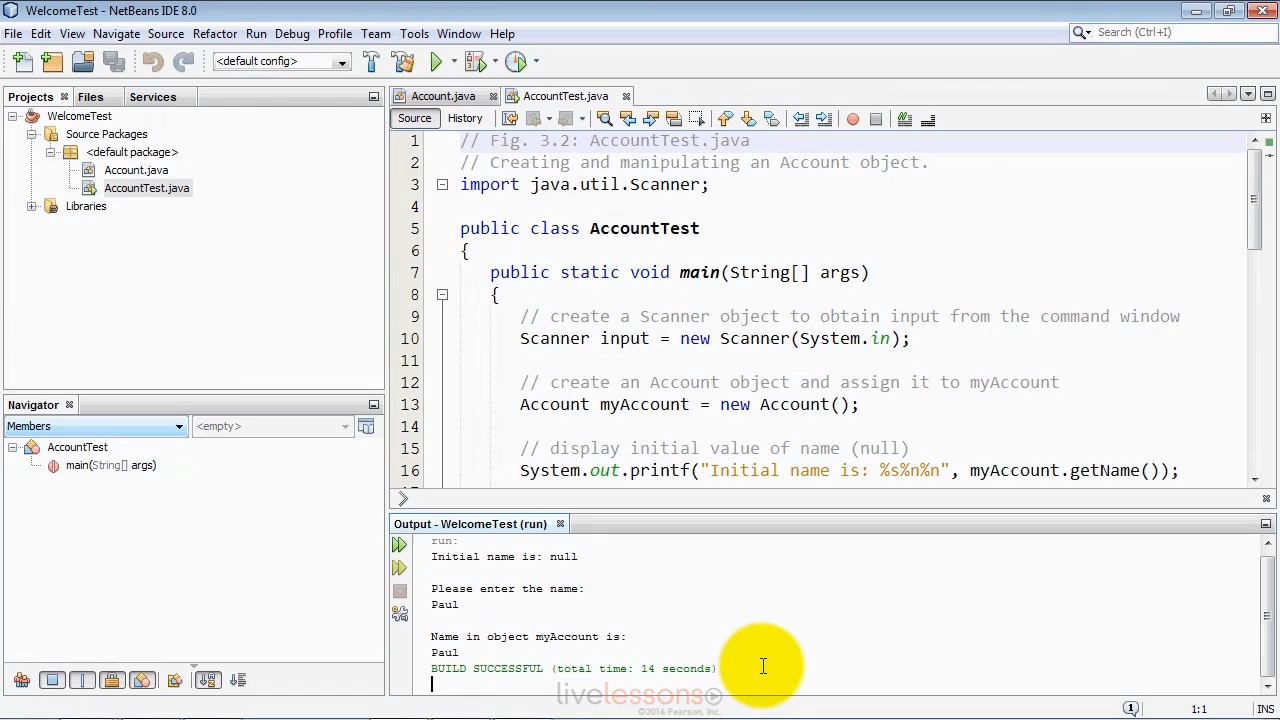 WelcomeTest - NetBeans IDE 8.0
File Edit View Navigate Source Refactor Run Debug Profile Team Tools Window Help
Search (Ctrl+I)
<default config>
Projects Files Services
WelcomeTest
Source Packages
<default package>
Account.java
AccountTest.java
Libraries
Navigator
Members
<empty>
AccountTest
main(String[] args)
Account.java AccountTest.java
Source History
1 // Fig. 3.2: AccountTest.java
2 // Creating and manipulating an Account object.
3 import java.util.Scanner;
4
5 public class AccountTest
6 {
7 public static void main(String[] args)
8 {
9 // create a Scanner object to obtain input from the command window
10 Scanner input = new Scanner(System.in);
11
12 // create an Account object and assign it to myAccount
13 Account myAccount = new Account();
14
15 // display initial value of name (null)
16 System.out.printf("Initial name is: %s%n%n", myAccount.getName());
Output - WelcomeTest (run)
run:
Initial name is: null
Please enter the name:
Paul
Name in object myAccount is:
Paul
BUILD SUCCESSFUL (total time: 14 seconds)
livelessons
©2014 Pearson, Inc.
1 1:1 INS